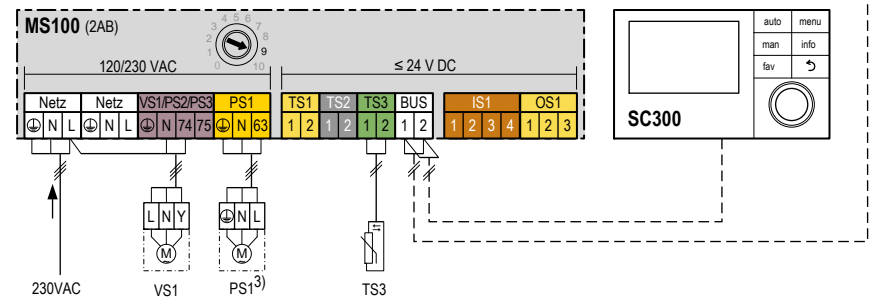 MS100 (2AB)
4 5 6
3 7
2 8
1 9
0 10
120/230 VAC ≤ 24 V DC
Netz Netz VS1/PS2/PS3 PS1 TS1 TS2 TS3 BUS IS1 OS1
N L N L N 74 75 N 63 1 2 1 2 1 2 1 2 1 2 3 4 1 2 3
auto menu
man info
fav
SC300
L N Y N L
M M
230VAC VS1 PS1 3) TS3